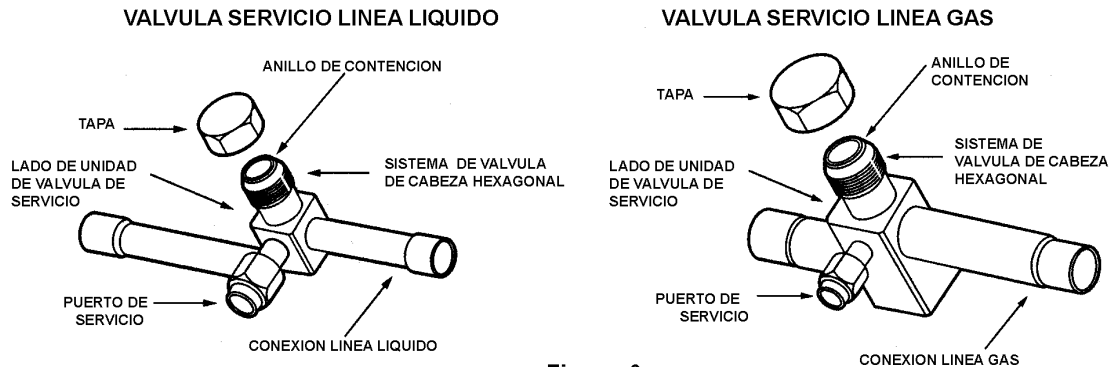 VALVULA SERVICIO LINEA LIQUIDO
ANILLO DE CONTENCION
TAPA
LADO DE UNIDAD
DE VALVULA DE
SERVICIO
SISTEMA DE VALVULA
DE CABEZA HEXAGONAL
PUERTO DE
SERVICIO
CONEXION LINEA LIQUIDO
VALVULA SERVICIO LINEA GAS
ANILLO DE
CONTENCION
TAPA
LADO DE UNIDAD
DE VALVULA DE
SERVICIO
SISTEMA DE
VALVULA DE CABEZA
HEXAGONAL
PUERTO DE
SERVICIO
CONEXION LINEA GAS